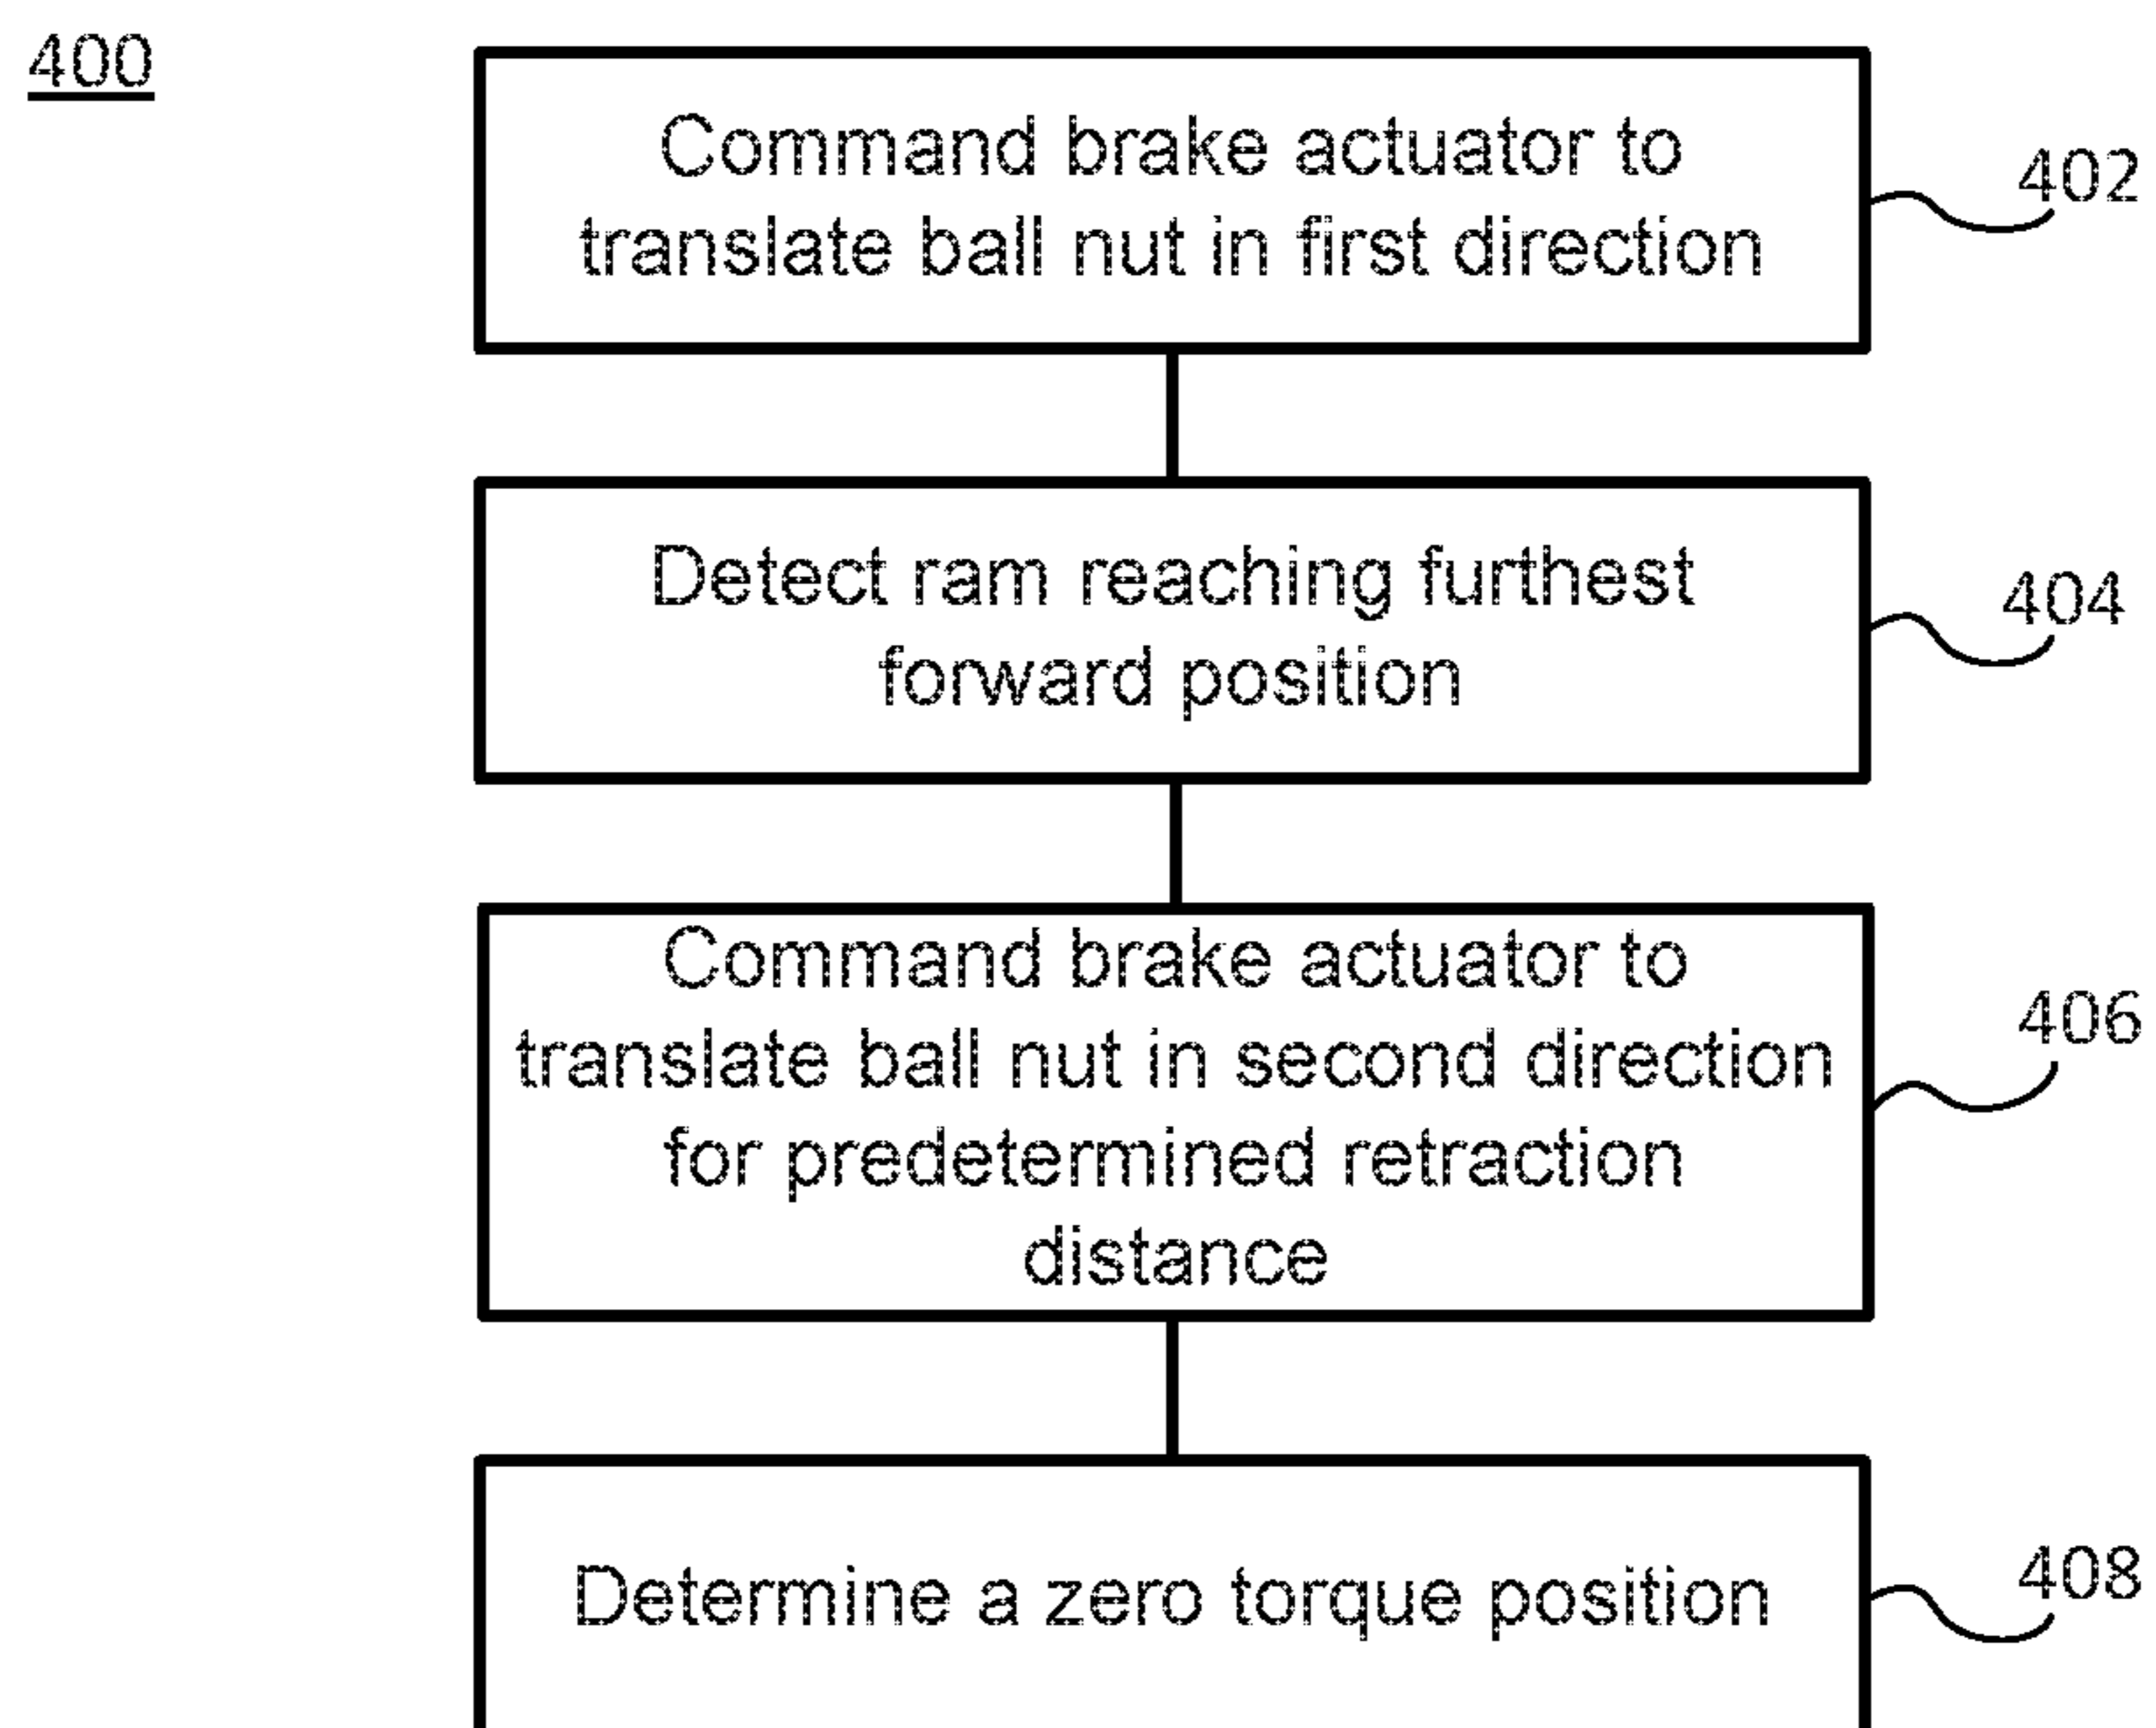 400
Command brake actuator to
translate ball nut in first direction
402
Detect ram reaching furthest
forward position
404
Command brake actuator to
translate ball nut in second direction
for predetermined retraction
distance
406
Determine a zero torque position
408